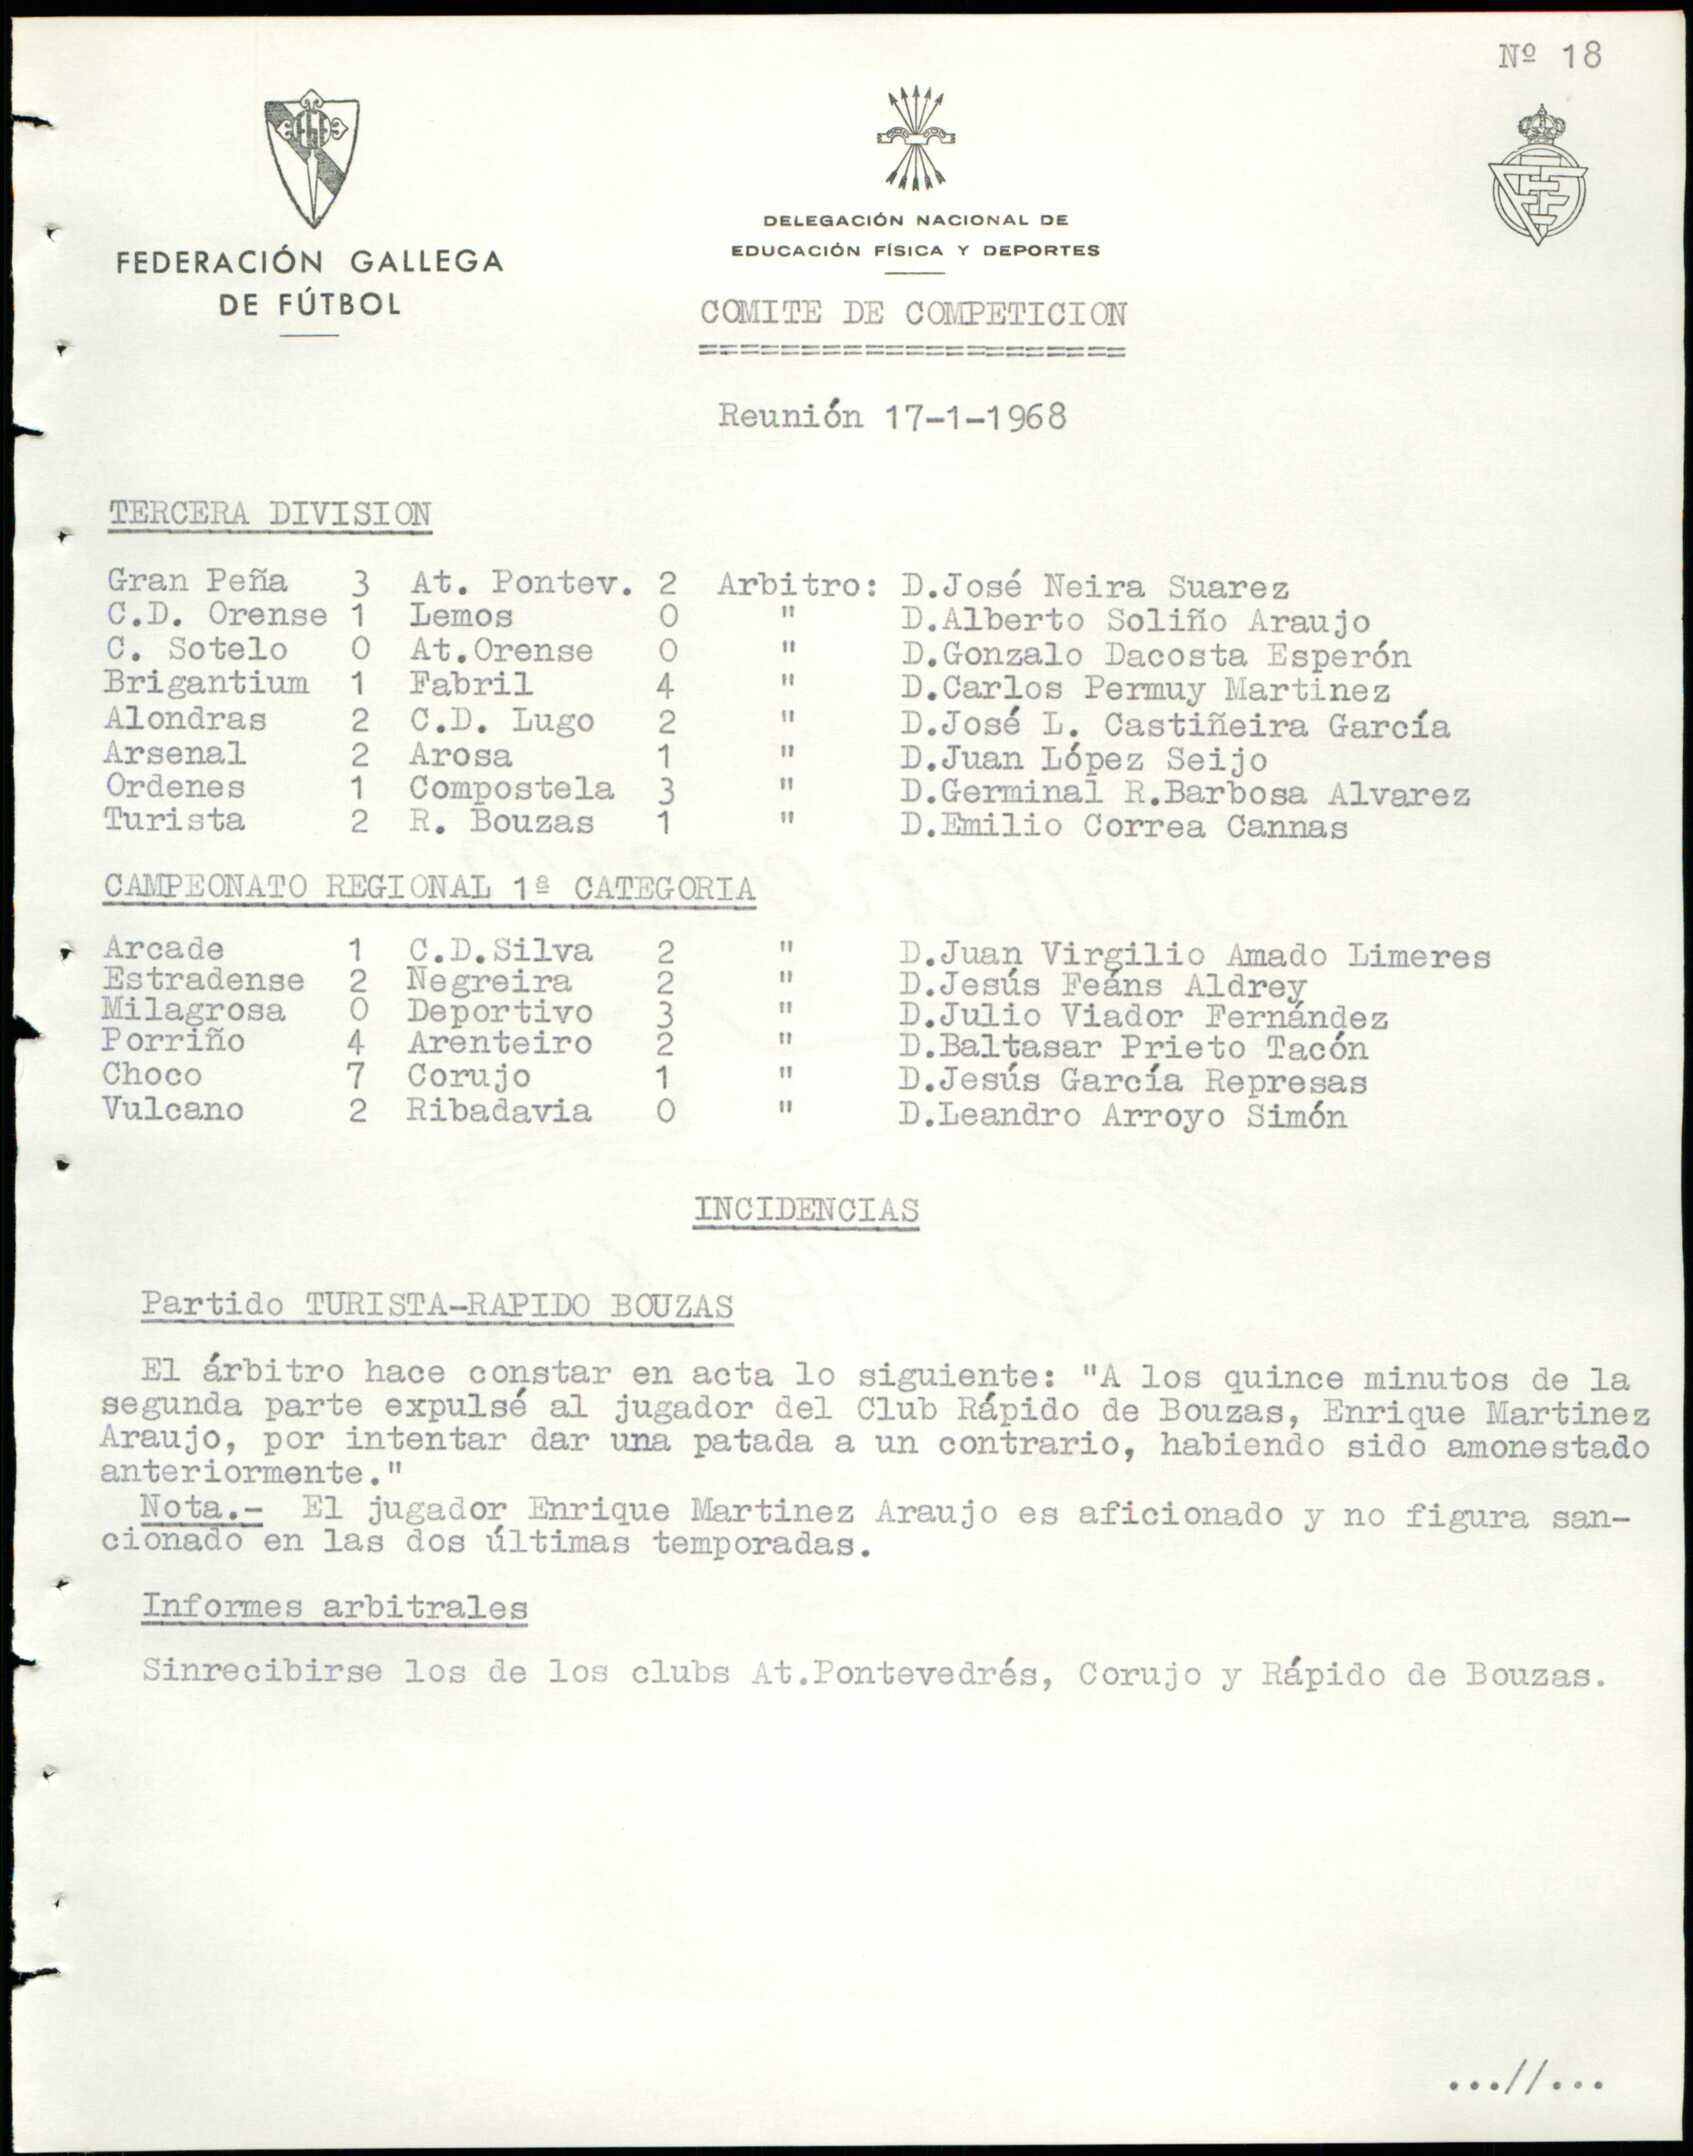 Nº 18
FEDERACIÓN GALLEGA
DE FÚTBOL
DELEGACIÓN NACIONAL DE
EDUCACIÓN FÍSICA Y DEPORTES
COMITE DE COMPETICION
=====================
Reunión 17-1-1968
TERCERA DIVISION
Gran Peña 3 At. Pontev. 2 Arbitro: D.José Neira Suarez
C.D. Orense 1 Lemos 0 " D.Alberto Soliño Araujo
C. Sotelo 0 At.Orense 0 " D.Gonzalo Dacosta Esperón
Brigantium 1 Fabril 4 " D.Carlos Permuy Martinez
Alondras 2 C.D. Lugo 2 " D.José L. Castiñeira García
Arsenal 2 Arosa 1 " D.Juan López Seijo
Ordenes 1 Compostela 3 " D.Germinal R.Barbosa Alvarez
Turista 2 R. Bouzas 1 " D.Emilio Correa Cannas
CAMPEONATO REGIONAL 1ª CATEGORIA
Arcade 1 C.D.Silva 2 " D.Juan Virgilio Amado Limeres
Estradense 2 Negreira 2 " D.Jesús Feáns Aldrey
Milagrosa 0 Deportivo 3 " D.Julio Viador Fernández
Porriño 4 Arenteiro 2 " D.Baltasar Prieto Tacón
Choco 7 Corujo 1 " D.Jesús García Represas
Vulcano 2 Ribadavia 0 " D.Leandro Arroyo Simón
INCIDENCIAS
Partido TURISTA-RAPIDO BOUZAS
El árbitro hace constar en acta lo siguiente: "A los quince minutos de la
segunda parte expulsé al jugador del Club Rápido de Bouzas, Enrique Martinez
Araujo, por intentar dar una patada a un contrario, habiendo sido amonestado
anteriormente."
Nota.- El jugador Enrique Martinez Araujo es aficionado y no figura san-
cionado en las dos últimas temporadas.
Informes arbitrales
Sinrecibirse los de los clubs At.Pontevedrés, Corujo y Rápido de Bouzas.
...//...